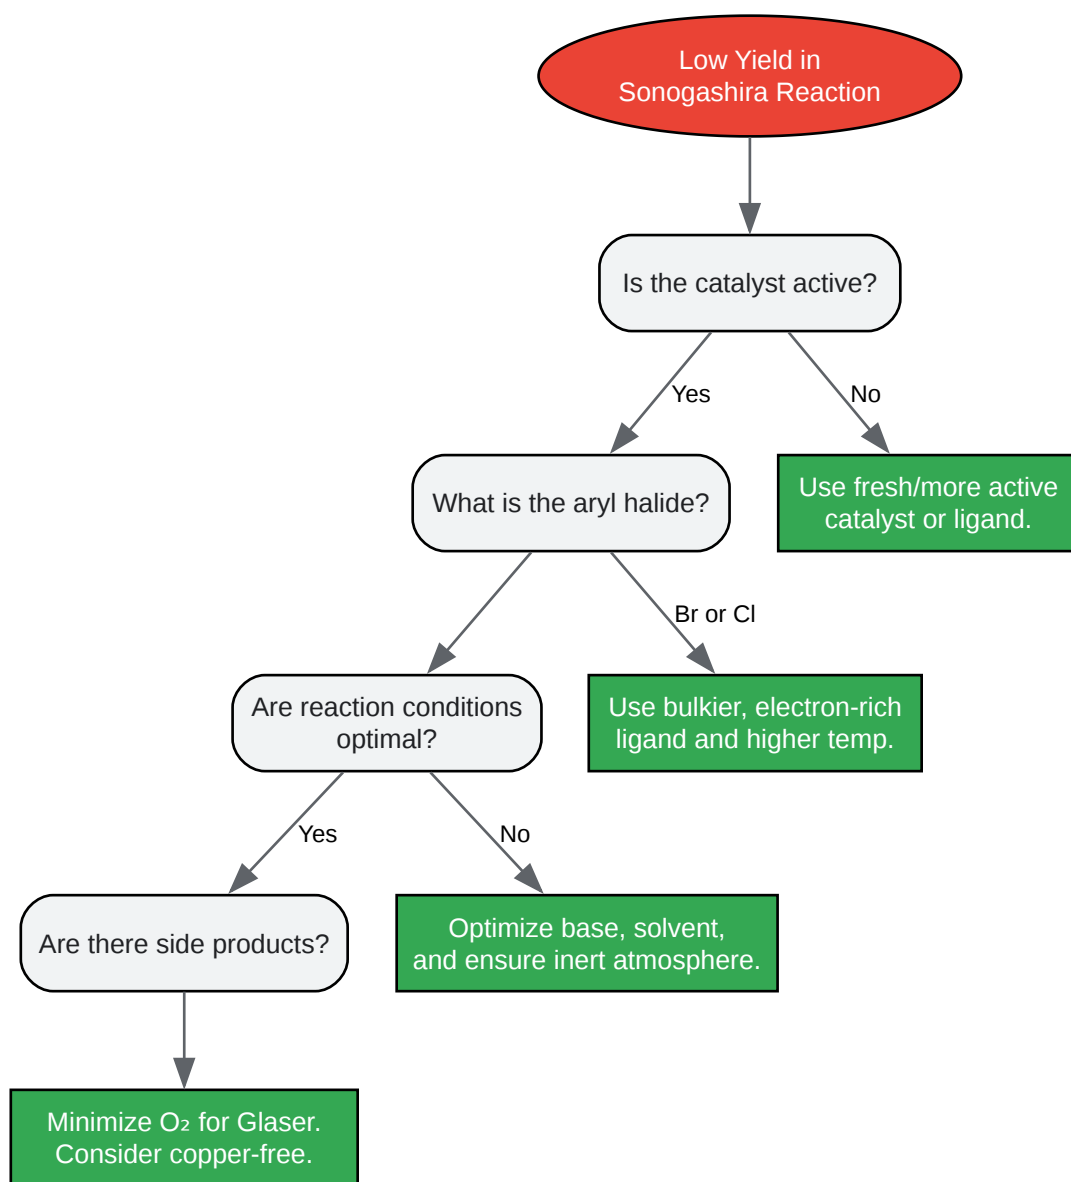 Low Yield in
Sonogashira Reaction
Is the catalyst active?
Yes
No
What is the aryl halide?
Use fresh/more active
catalyst or ligand.
Br or Cl
Are reaction conditions
optimal?
Use bulkier, electron-rich
ligand and higher temp.
Yes
No
Are there side products?
Optimize base, solvent,
and ensure inert atmosphere.
Minimize O₂ for Glaser.
Consider copper-free.